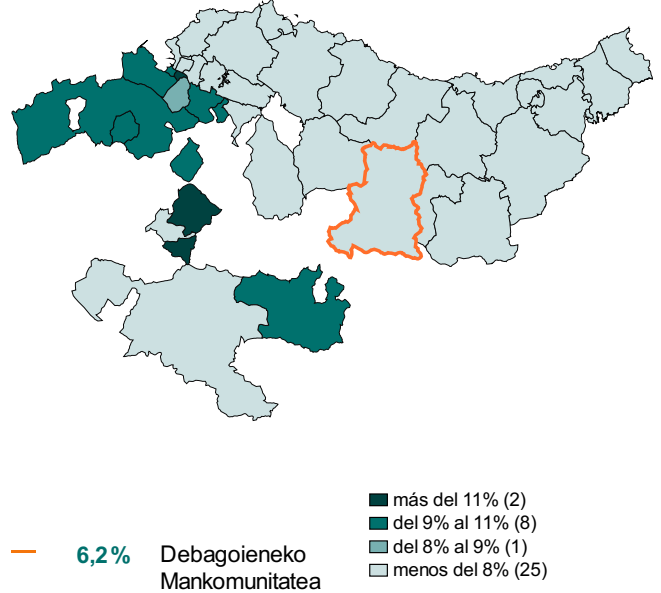 más del 11% (2)
del 9% al 11% (8)
del 8% al 9% (1)
menos del 8% (25)
6,2% Debagoieneko
Mankomunitatea